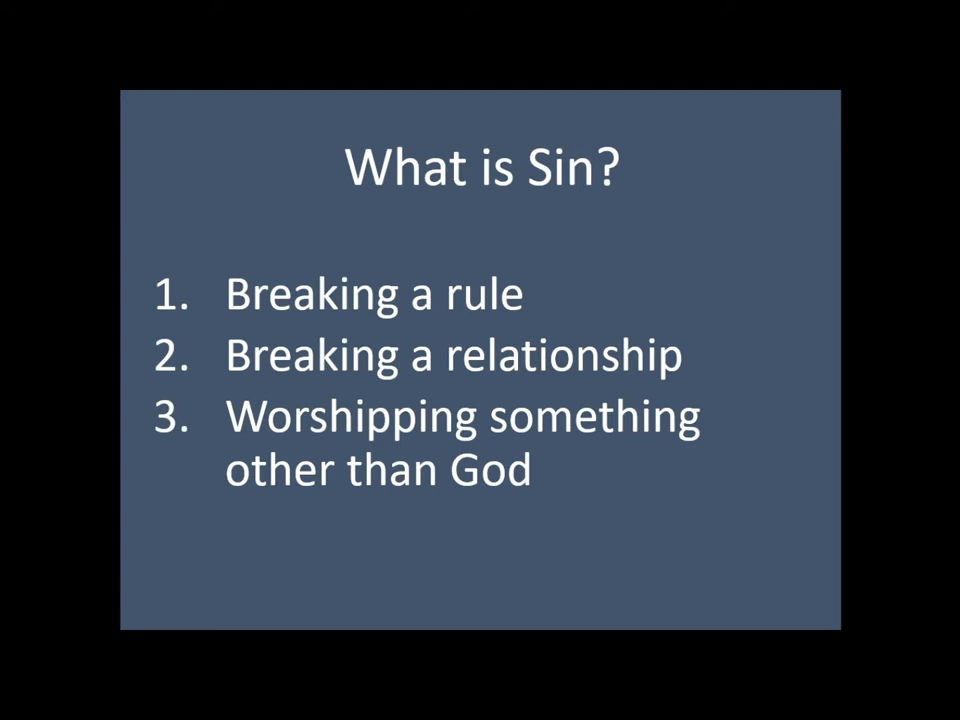 What is Sin?
1. Breaking a rule
2. Breaking a relationship
3. Worshipping something
other than God